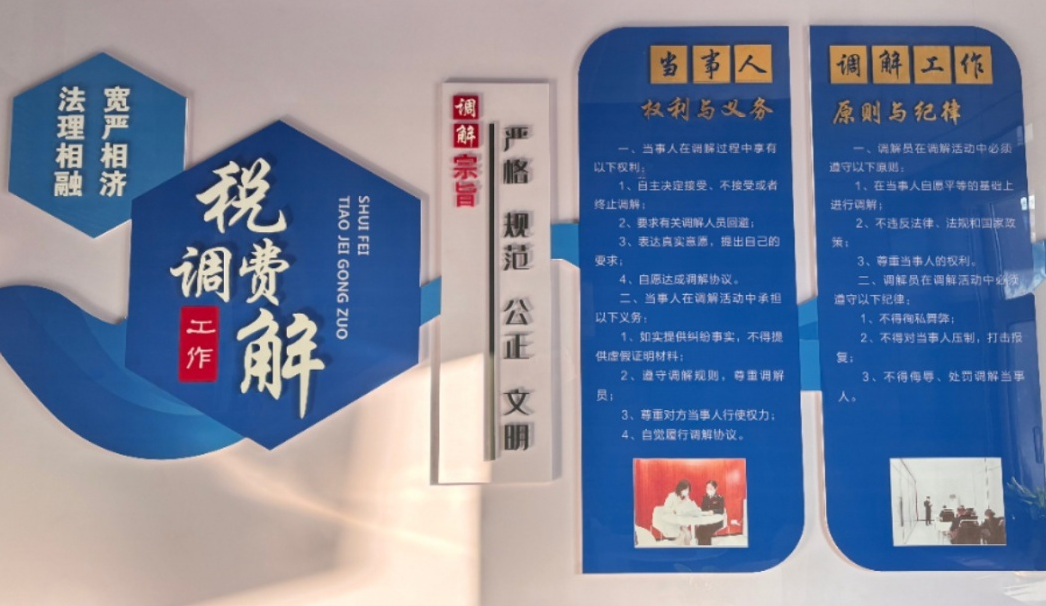 宽严相济
法理相融
税
费
调
解
工作
SHUI FEI
TIAO JEI GONG ZUO
调解宗旨
严格 规范 公正 文明
当事人
权利与义务
一、当事人在调解过程中享有
以下权利:
1、自主决定接受、不接受或者
终止调解;
2、要求有关调解人员回避;
3、表达真实意愿,提出自己的
要求;
4、自愿达成调解协议。
二、当事人在调解活动中承担
以下义务:
1、如实提供纠纷事实,不得提
供虚假证明材料;
2、遵守调解规则,尊重调解
员;
3、尊重对方当事人行使权力;
4、自觉履行调解协议。
调解工作
原则与纪律
一、调解员在调解活动中必须
遵守以下原则:
1、在当事人自愿平等的基础上
进行调解;
2、不违反法律、法规和国家政
策;
3、尊重当事人的权利。
二、调解员在调解活动中必须
遵守以下纪律:
1、不得徇私舞弊;
2、不得对当事人压制,打击报
复;
3、不得侮辱、处罚调解当事
人。